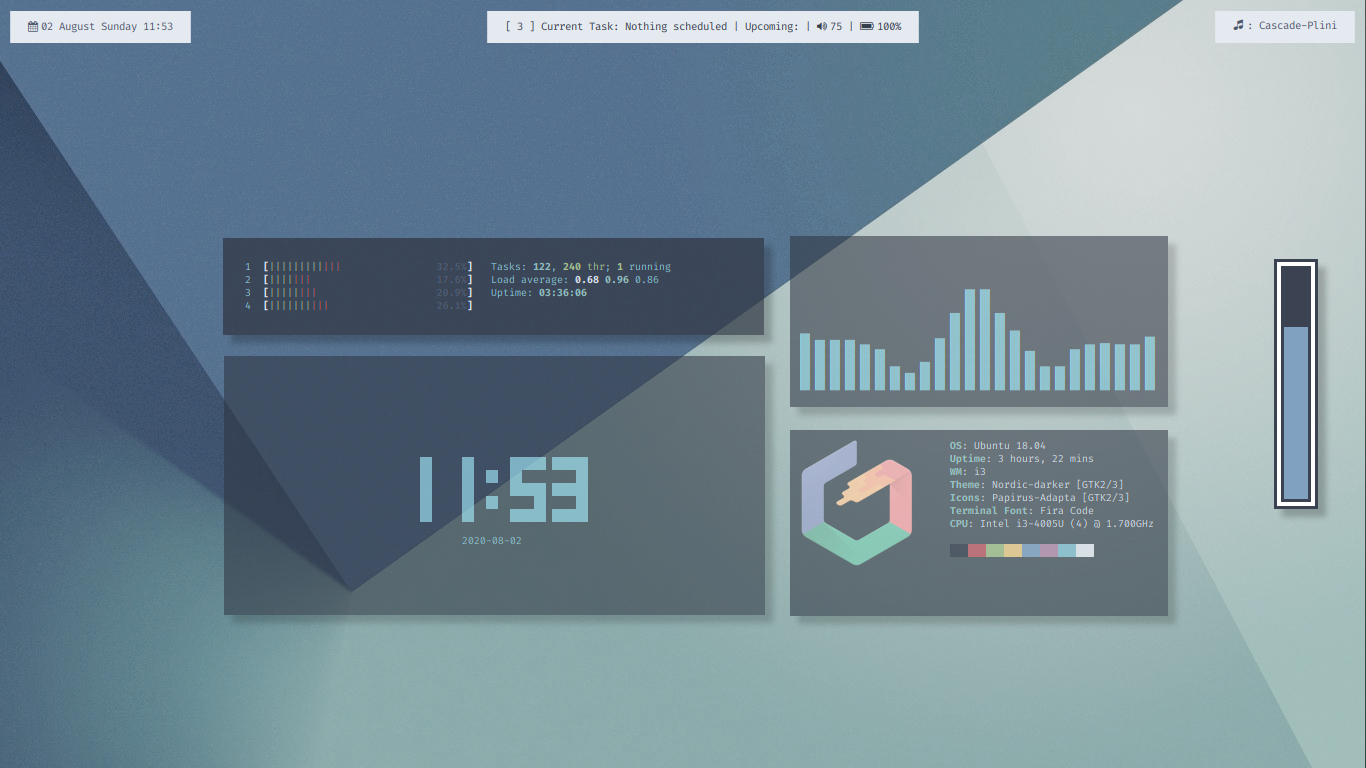 02 August Sunday 11:53
[ 3 ] Current Task: Nothing scheduled | Upcoming: | 75 | 100%
: Cascade-Plini
1 [||||||||||||| 32.5%]
2 [||||||| 17.6%]
3 [|||||||| 20.9%]
4 [||||||||||| 26.1%]
Tasks: 122, 240 thr; 1 running
Load average: 0.68 0.96 0.86
Uptime: 03:36:06
11:53
2020-08-02
OS: Ubuntu 18.04
Uptime: 3 hours, 22 mins
WM: i3
Theme: Nordic-darker [GTK2/3]
Icons: Papirus-Adapta [GTK2/3]
Terminal Font: Fira Code
CPU: Intel i3-4005U (4) @ 1.700GHz